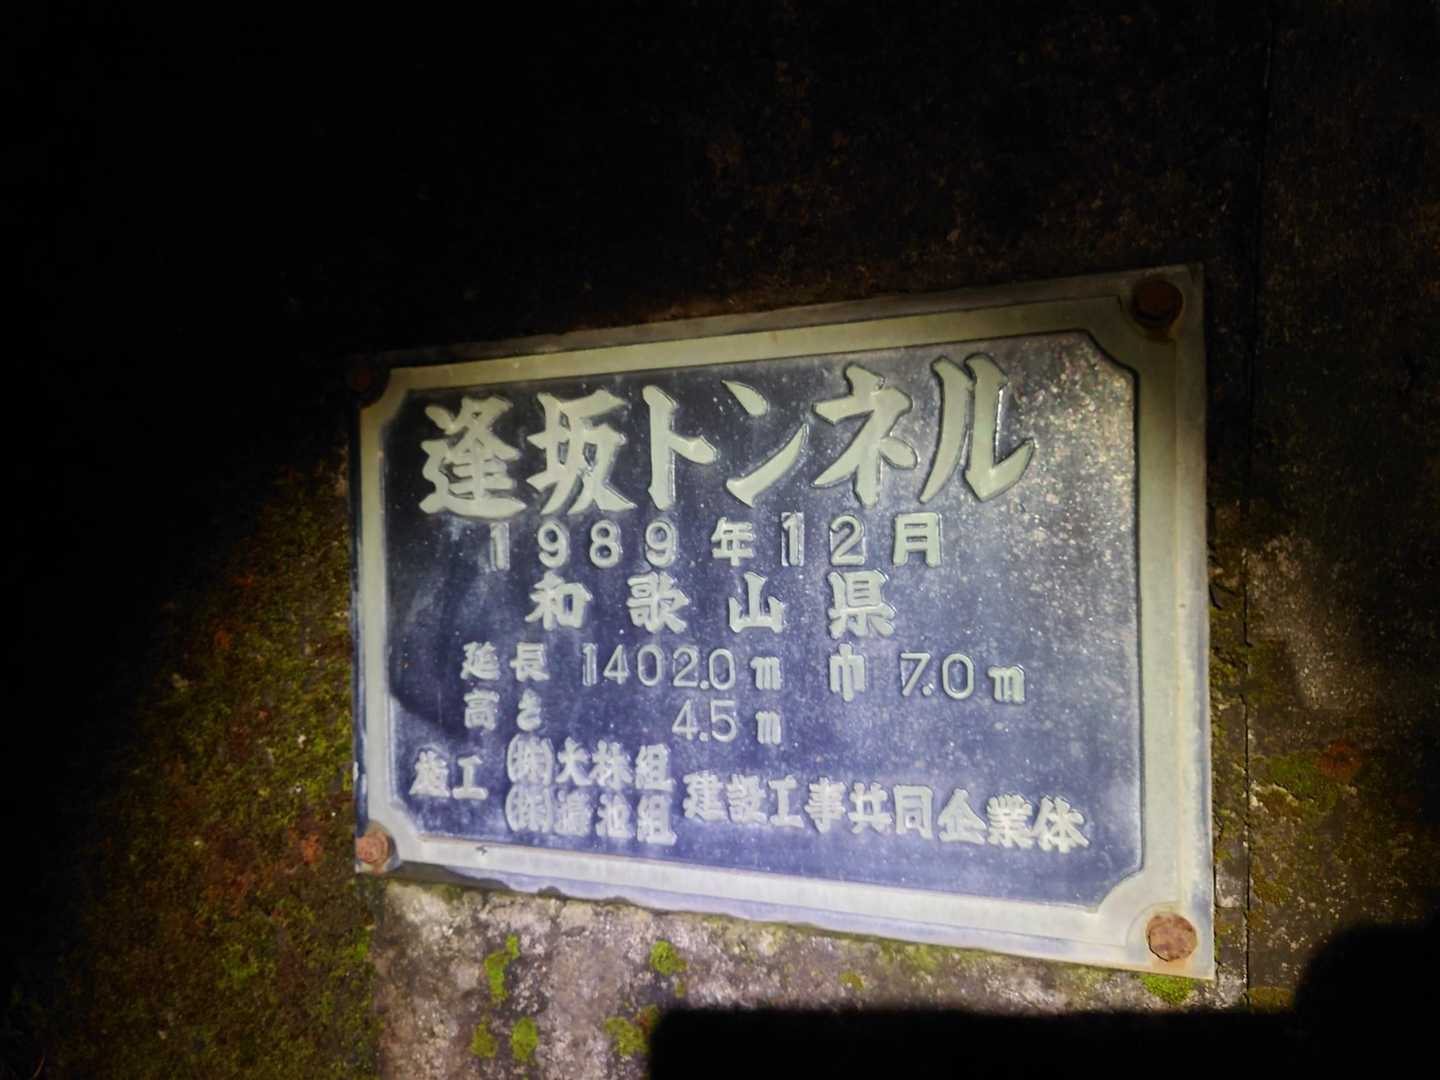 逢坂トンネル
1989年12月
和歌山県
延長 1402.0m 巾 7.0m
高さ 4.5m
施工 ㈱大林組 ㈱鴻池組 建設工事共同企業体